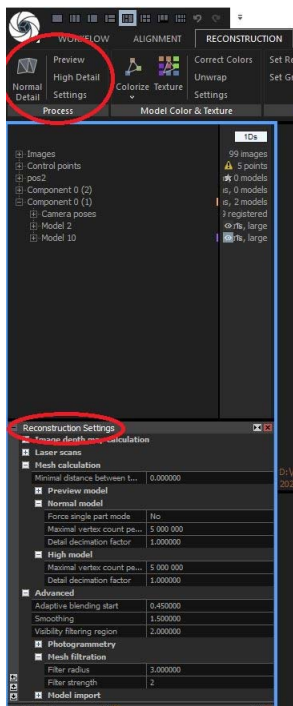 WORKFLOW ALIGNMENT RECONSTRUCTION
Preview Correct Colors Set Re
High Detail Unwrap Set Gr
Normal Detail Settings Colorize Texture Settings
Process Model Color & Texture
1Ds
Images 99 images
Control points 5 points
pos2 0 models
Component 0 (2) 0 models
Component 0 (1) 2 models
Camera poses registered
Model 2 large
Model 10 large
Reconstruction Settings
Image depth map calculation
Laser scans
Mesh calculation
Minimal distance between t... 0.000000
Preview model
Normal model
Force single part mode No
Maximal vertex count pe... 5 000 000
Detail decimation factor 1.000000
High model
Maximal vertex count pe... 5 000 000
Detail decimation factor 1.000000
Advanced
Adaptive blending start 0.450000
Smoothing 1.500000
Visibility filtering region 2.000000
Photogrammetry
Mesh filtration
Filter radius 3.000000
Filter strength 2
Model import
D:\
202